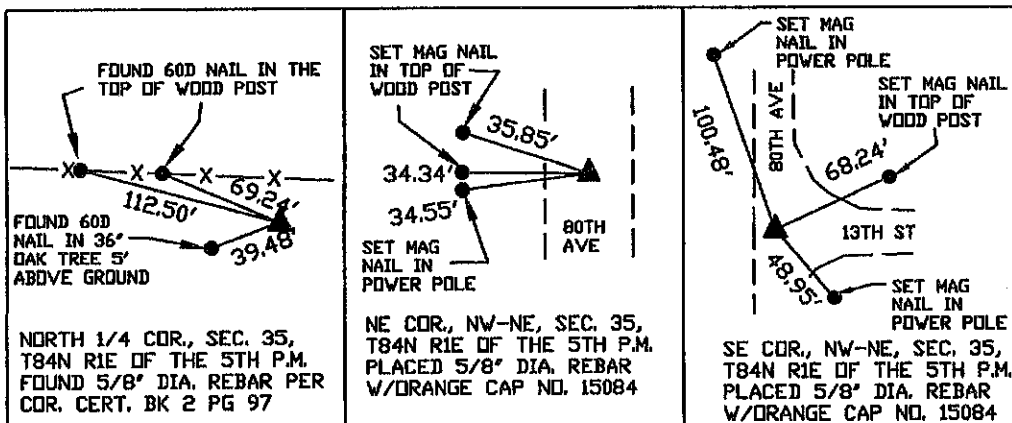 FOUND 60D NAIL IN THE
TOP OF WOOD POST
X X X X
69.24'
112.50'
39.48'
FOUND 60D
NAIL IN 36"
OAK TREE 5'
ABOVE GROUND
NORTH 1/4 COR., SEC. 35,
T84N R1E OF THE 5TH P.M.
FOUND 5/8" DIA. REBAR PER
COR. CERT. BK 2 PG 97
SET MAG NAIL
IN TOP OF
WOOD POST
35.85'
34.34'
34.55'
80TH
AVE
SET MAG
NAIL IN
POWER POLE
NE COR., NW-NE, SEC. 35,
T84N R1E OF THE 5TH P.M.
PLACED 5/8" DIA. REBAR
W/ORANGE CAP NO. 15084
SET MAG
NAIL IN
POWER POLE
SET MAG NAIL
IN TOP OF
WOOD POST
100.48'
80TH AVE
68.24'
13TH ST
48.95'
SET MAG
NAIL IN
POWER POLE
SE COR., NW-NE, SEC. 35,
T84N R1E OF THE 5TH P.M.
PLACED 5/8" DIA. REBAR
W/ORANGE CAP NO. 15084